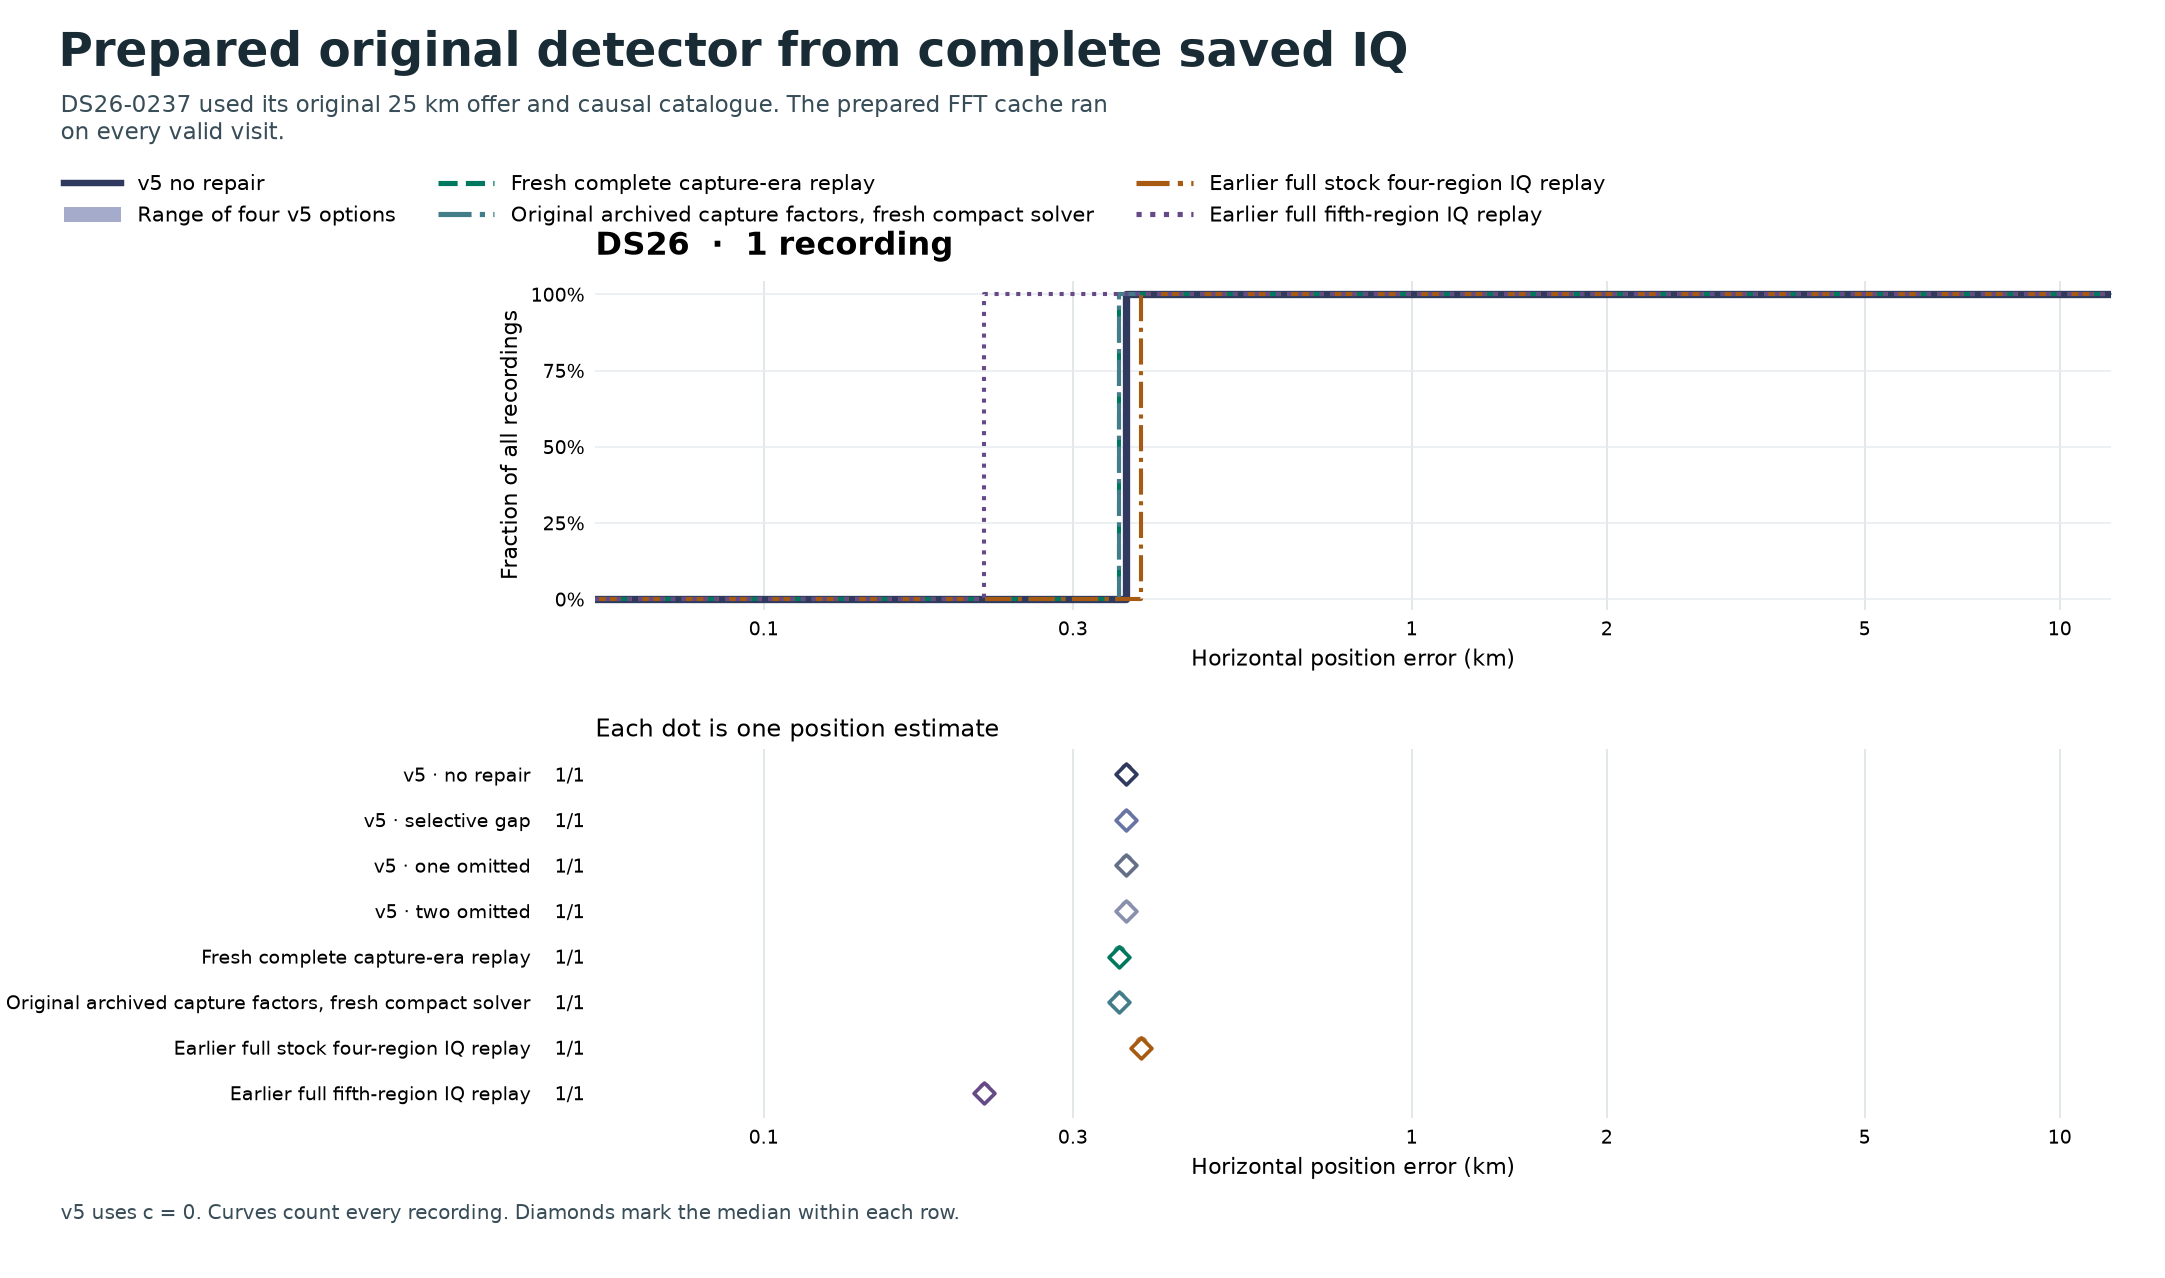 Prepared original detector from complete saved IQ
DS26-0237 used its original 25 km offer and causal catalogue. The prepared FFT cache ran
on every valid visit.
v5 no repair
Range of four v5 options
Fresh complete capture-era replay
Original archived capture factors, fresh compact solver
Earlier full stock four-region IQ replay
Earlier full fifth-region IQ replay
DS26 · 1 recording
Fraction of all recordings
100%
75%
50%
25%
0%
0.1 0.3 1 2 5 10
Horizontal position error (km)
Each dot is one position estimate
v5 · no repair 1/1
v5 · selective gap 1/1
v5 · one omitted 1/1
v5 · two omitted 1/1
Fresh complete capture-era replay 1/1
Original archived capture factors, fresh compact solver 1/1
Earlier full stock four-region IQ replay 1/1
Earlier full fifth-region IQ replay 1/1
0.1 0.3 1 2 5 10
Horizontal position error (km)
v5 uses c = 0. Curves count every recording. Diamonds mark the median within each row.